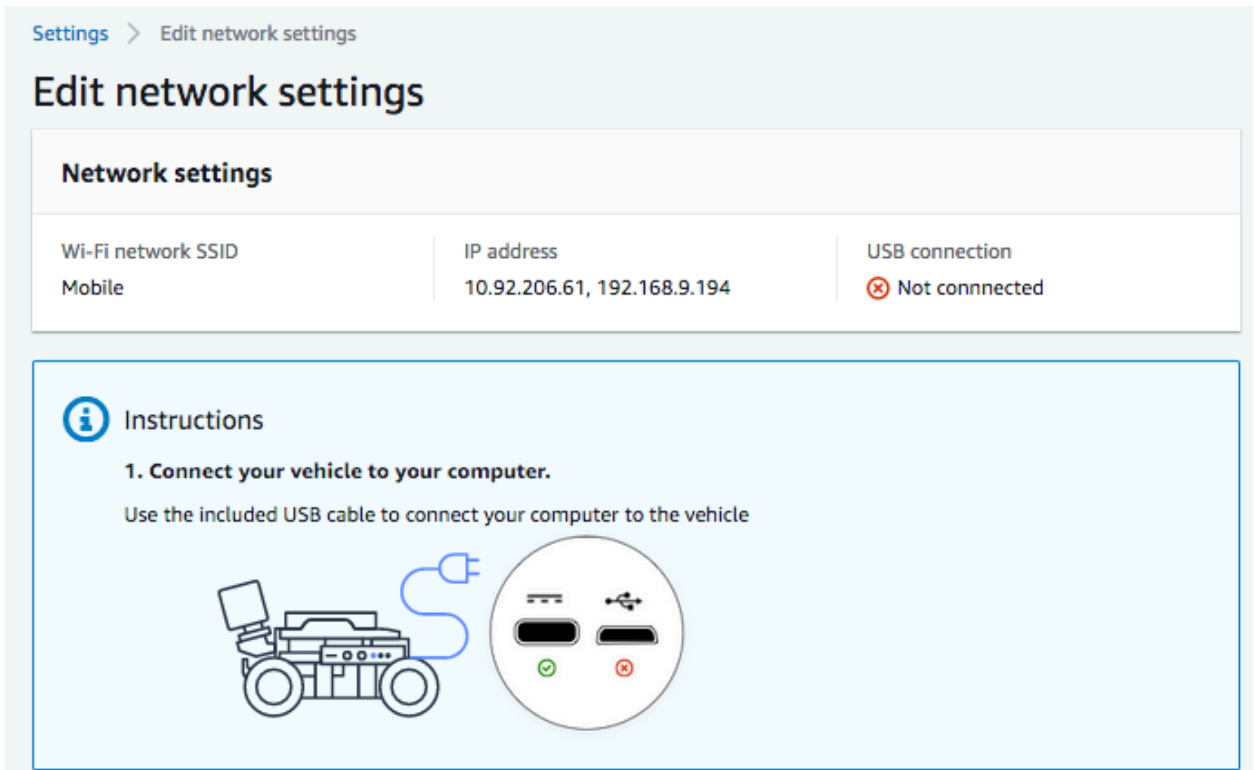 Settings > Edit network settings
Edit network settings
Network settings
Wi-Fi network SSID
Mobile
IP address
10.92.206.61, 192.168.9.194
USB connection
Not connnected
Instructions
1. Connect your vehicle to your computer.
Use the included USB cable to connect your computer to the vehicle